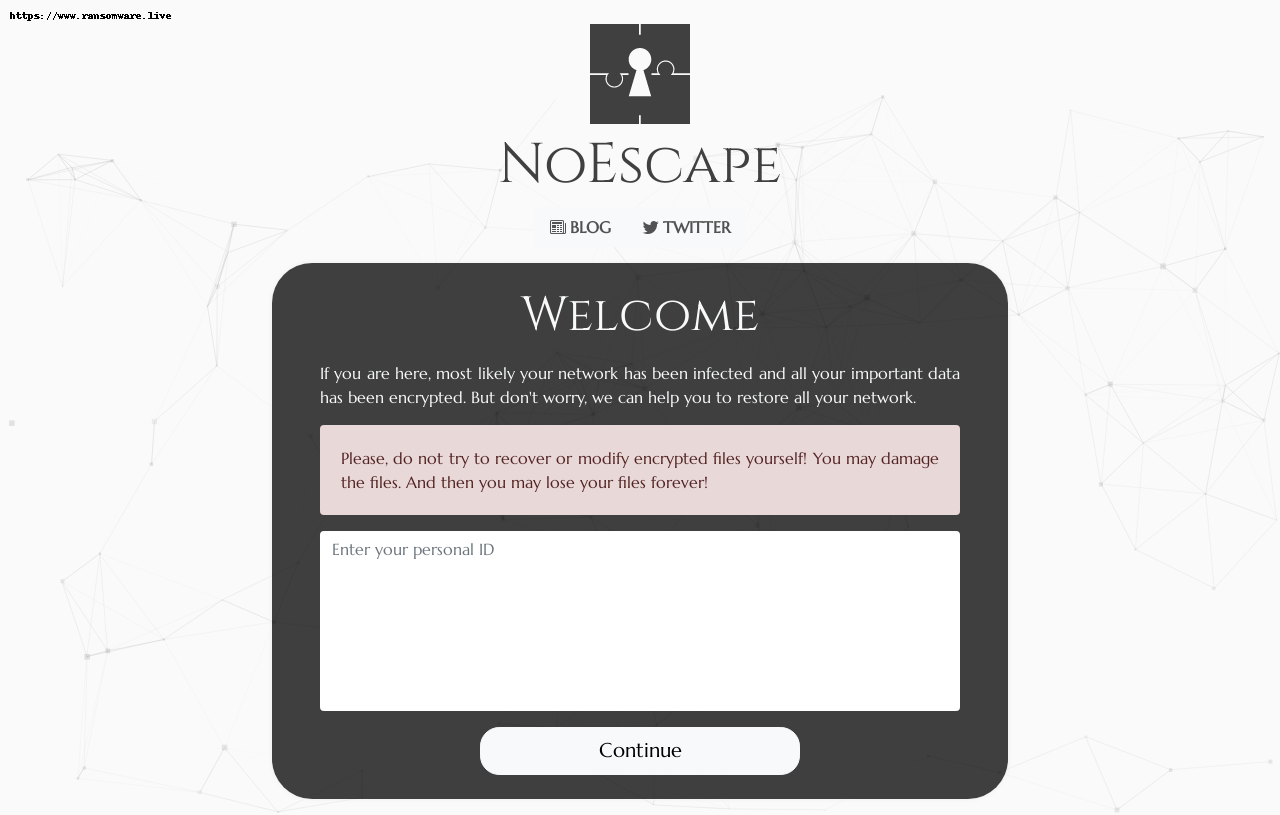 https://www.ransomware.live
NoEscape
BLOG TWITTER
Welcome
If you are here, most likely your network has been infected and all your important data
has been encrypted. But don't worry, we can help you to restore all your network.
Please, do not try to recover or modify encrypted files yourself! You may damage
the files. And then you may lose your files forever!
Enter your personal ID
Continue